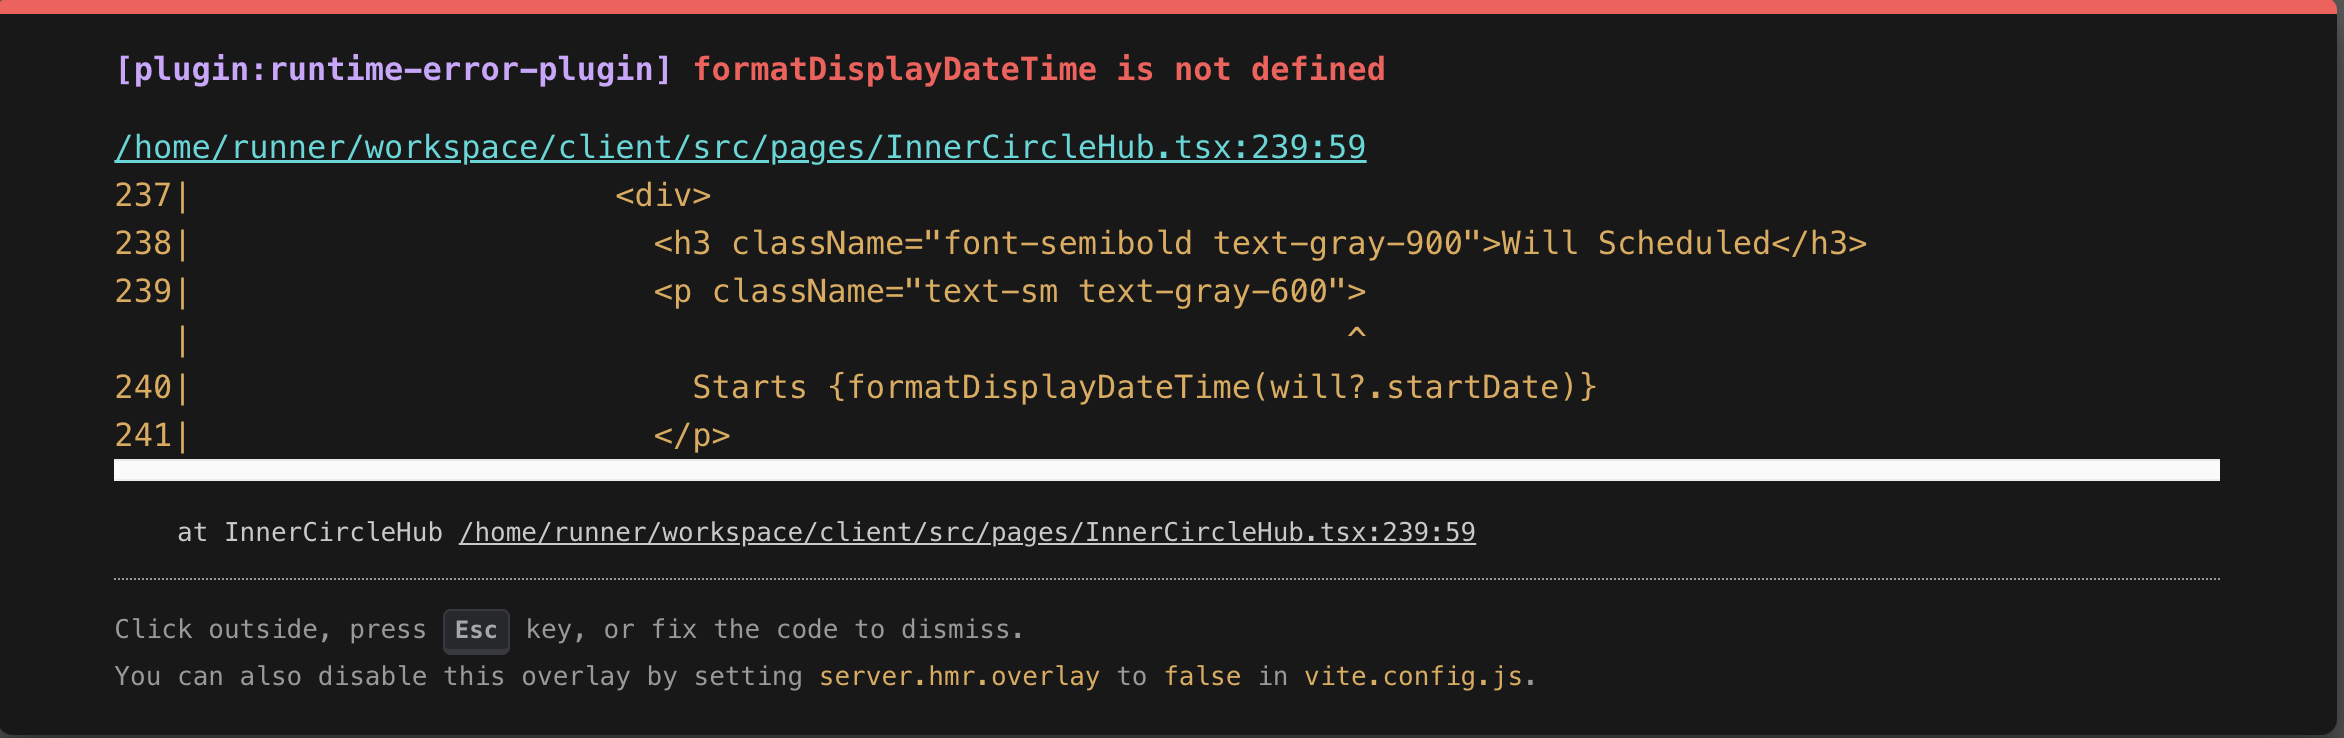 [plugin:runtime-error-plugin] formatDisplayDateTime is not defined
/home/runner/workspace/client/src/pages/InnerCircleHub.tsx:239:59
237|                      <div>
238|                        <h3 className="font-semibold text-gray-900">Will Scheduled</h3>
239|                        <p className="text-sm text-gray-600">
   |                                                            ^
240|                          Starts {formatDisplayDateTime(will?.startDate)}
241|                        </p>
at InnerCircleHub /home/runner/workspace/client/src/pages/InnerCircleHub.tsx:239:59
Click outside, press Esc key, or fix the code to dismiss.
You can also disable this overlay by setting server.hmr.overlay to false in vite.config.js.